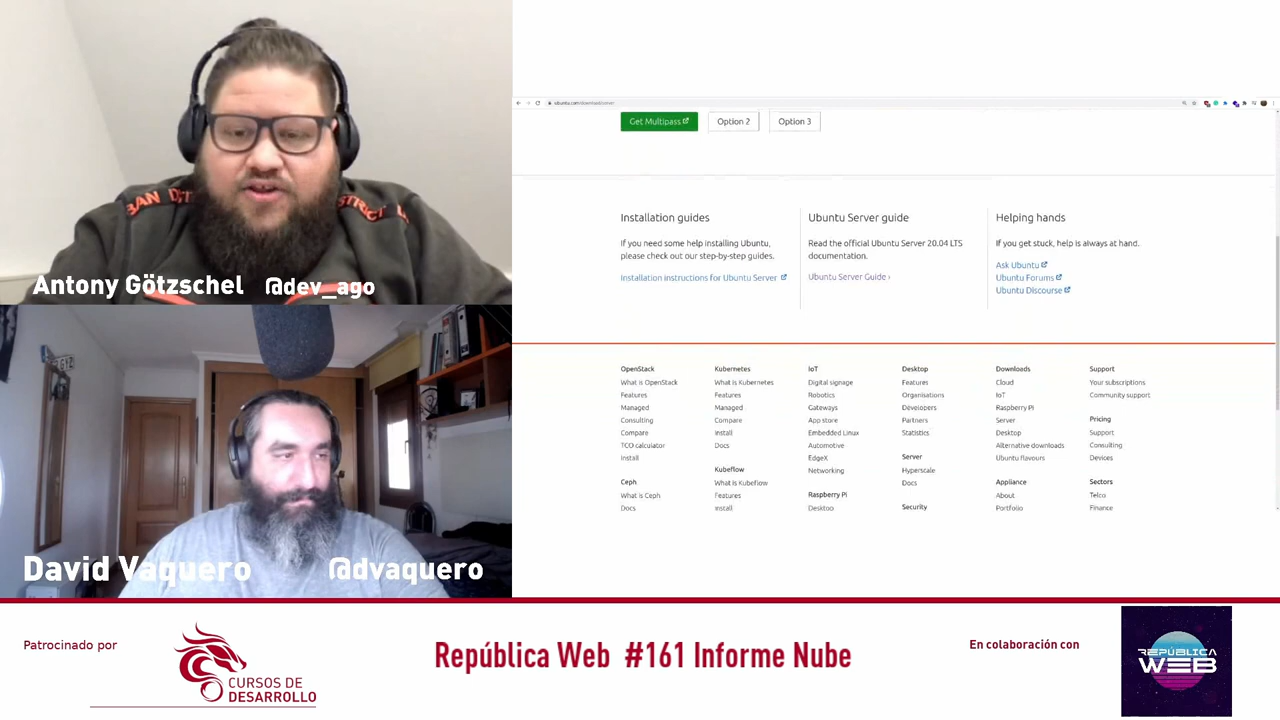 BAN DIST
STRICT
Antony Götzschel @dev_ago
David Vaquero @dvaquero
Get Multipass
Option 2
Option 3
Installation guides
If you need some help installing Ubuntu,
please check out our step-by-step guides.
Installation instructions for Ubuntu Server
Ubuntu Server guide
Read the official Ubuntu Server 20.04 LTS
documentation.
Ubuntu Server Guide ›
Helping hands
If you get stuck, help is always at hand.
Ask Ubuntu
Ubuntu Forums
Ubuntu Discourse
OpenStack
What is OpenStack
Features
Managed
Consulting
Compare
TCO calculator
Install
Ceph
What is Ceph
Docs
Kubernetes
What is Kubernetes
Features
Managed
Compare
Install
Docs
Kubeflow
What is Kubeflow
Features
Install
IoT
Digital signage
Robotics
Gateways
App store
Embedded Linux
Automotive
EdgeX
Networking
Raspberry Pi
Desktop
Desktop
Features
Organisations
Developers
Partners
Statistics
Server
Hyperscale
Docs
Security
Downloads
Cloud
IoT
Raspberry Pi
Server
Desktop
Alternative downloads
Ubuntu flavours
Appliance
About
Portfolio
Support
Your subscriptions
Community support
Pricing
Support
Consulting
Devices
Sectors
Telco
Finance
Patrocinado por
CURSOS DE
DESARROLLO
República Web #161 Informe Nube
En colaboración con
REPÚBLICA
WEB